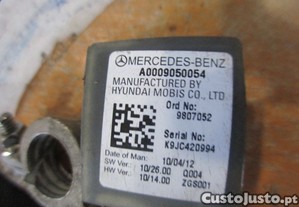 MERCEDES-BENZ
A0009050054
MANUFACTURED BY
HYUNDAI MOBIS CO., LTD
Ord No:
9807052
Serial No:
K9JC420994
Date of Man: 10/04/12
SW Ver.: 10/26.00 Q004
HW Ver.: 10/14.00 ZGS001
CustoJusto.pt